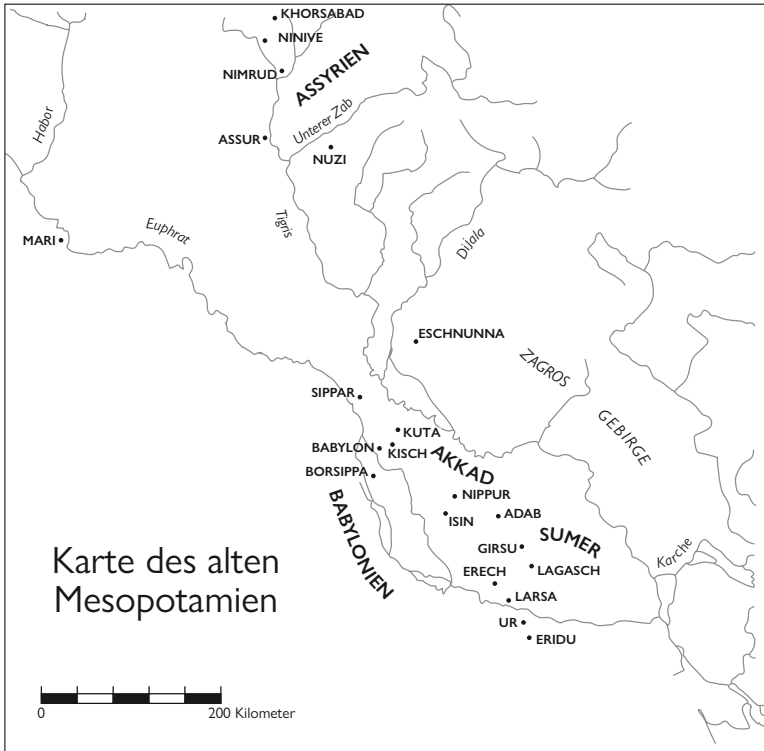 KHORSABAD
NINIVE
NIMRUD
ASSYRIEN
Habor
Unterer Zab
ASSUR
NUZI
Euphrat
Tigris
Dijala
MARI
ESCHNUNNA
ZAGROS
GEBIRGE
SIPPAR
KUTA
BABYLON
KISCH
AKKAD
BORSIPPA
BABYLONIEN
NIPPUR
ISIN
ADAB
SUMER
GIRSU
Karche
LAGASCH
ERECH
LARSA
UR
ERIDU
Karte des alten
Mesopotamien
0 200 Kilometer